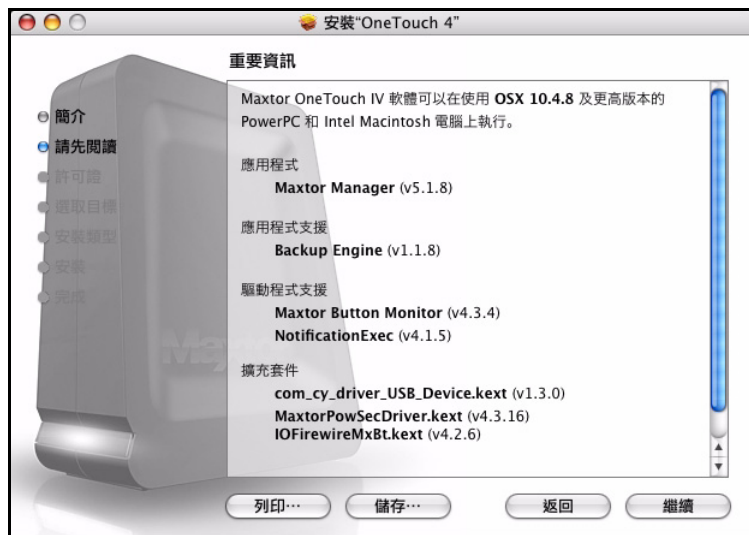 安裝“OneTouch 4”
重要資訊
簡介
請先閱讀
許可證
選取目標
安裝類型
安裝
完成
Maxtor OneTouch IV 軟體可以在使用 OSX 10.4.8 及更高版本的
PowerPC 和 Intel Macintosh 電腦上執行。
應用程式
Maxtor Manager (v5.1.8)
應用程式支援
Backup Engine (v1.1.8)
驅動程式支援
Maxtor Button Monitor (v4.3.4)
NotificationExec (v4.1.5)
擴充套件
com_cy_driver_USB_Device.kext (v1.3.0)
MaxtorPowSecDriver.kext (v4.3.16)
IOFirewireMxBt.kext (v4.2.6)
Maxtor
列印…
儲存…
返回
繼續